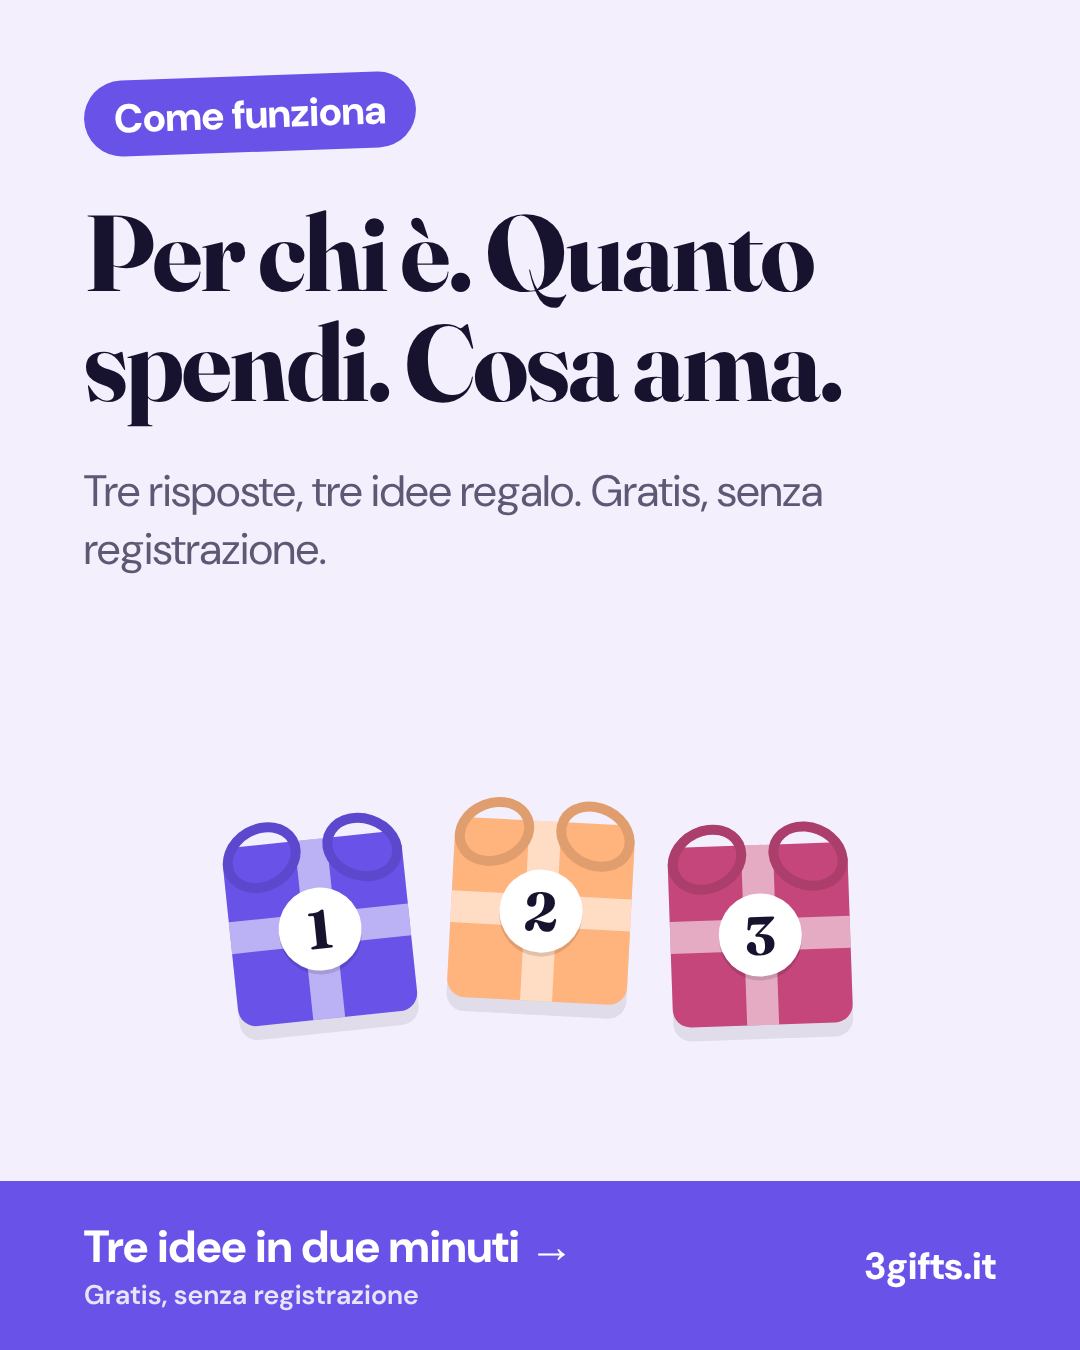 Come funziona
Per chi è. Quanto
spendi. Cosa ama.
Tre risposte, tre idee regalo. Gratis, senza
registrazione.
1
2
3
Tre idee in due minuti →
Gratis, senza registrazione
3gifts.it